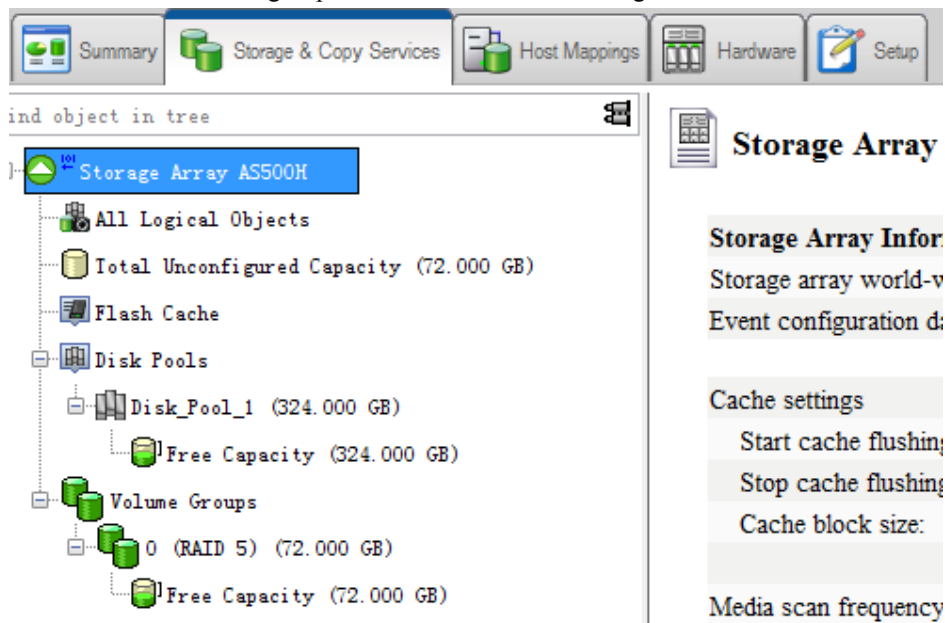 Summary Storage & Copy Services Host Mappings Hardware Setup
ind object in tree
Storage Array AS500H
All Logical Objects
Total Unconfigured Capacity (72.000 GB)
Flash Cache
Disk Pools
Disk_Pool_1 (324.000 GB)
Free Capacity (324.000 GB)
Volume Groups
0 (RAID 5) (72.000 GB)
Free Capacity (72.000 GB)
Storage Array
Storage Array Infor
Storage array world-w
Event configuration da
Cache settings
Start cache flushing
Stop cache flushing
Cache block size:
Media scan frequency